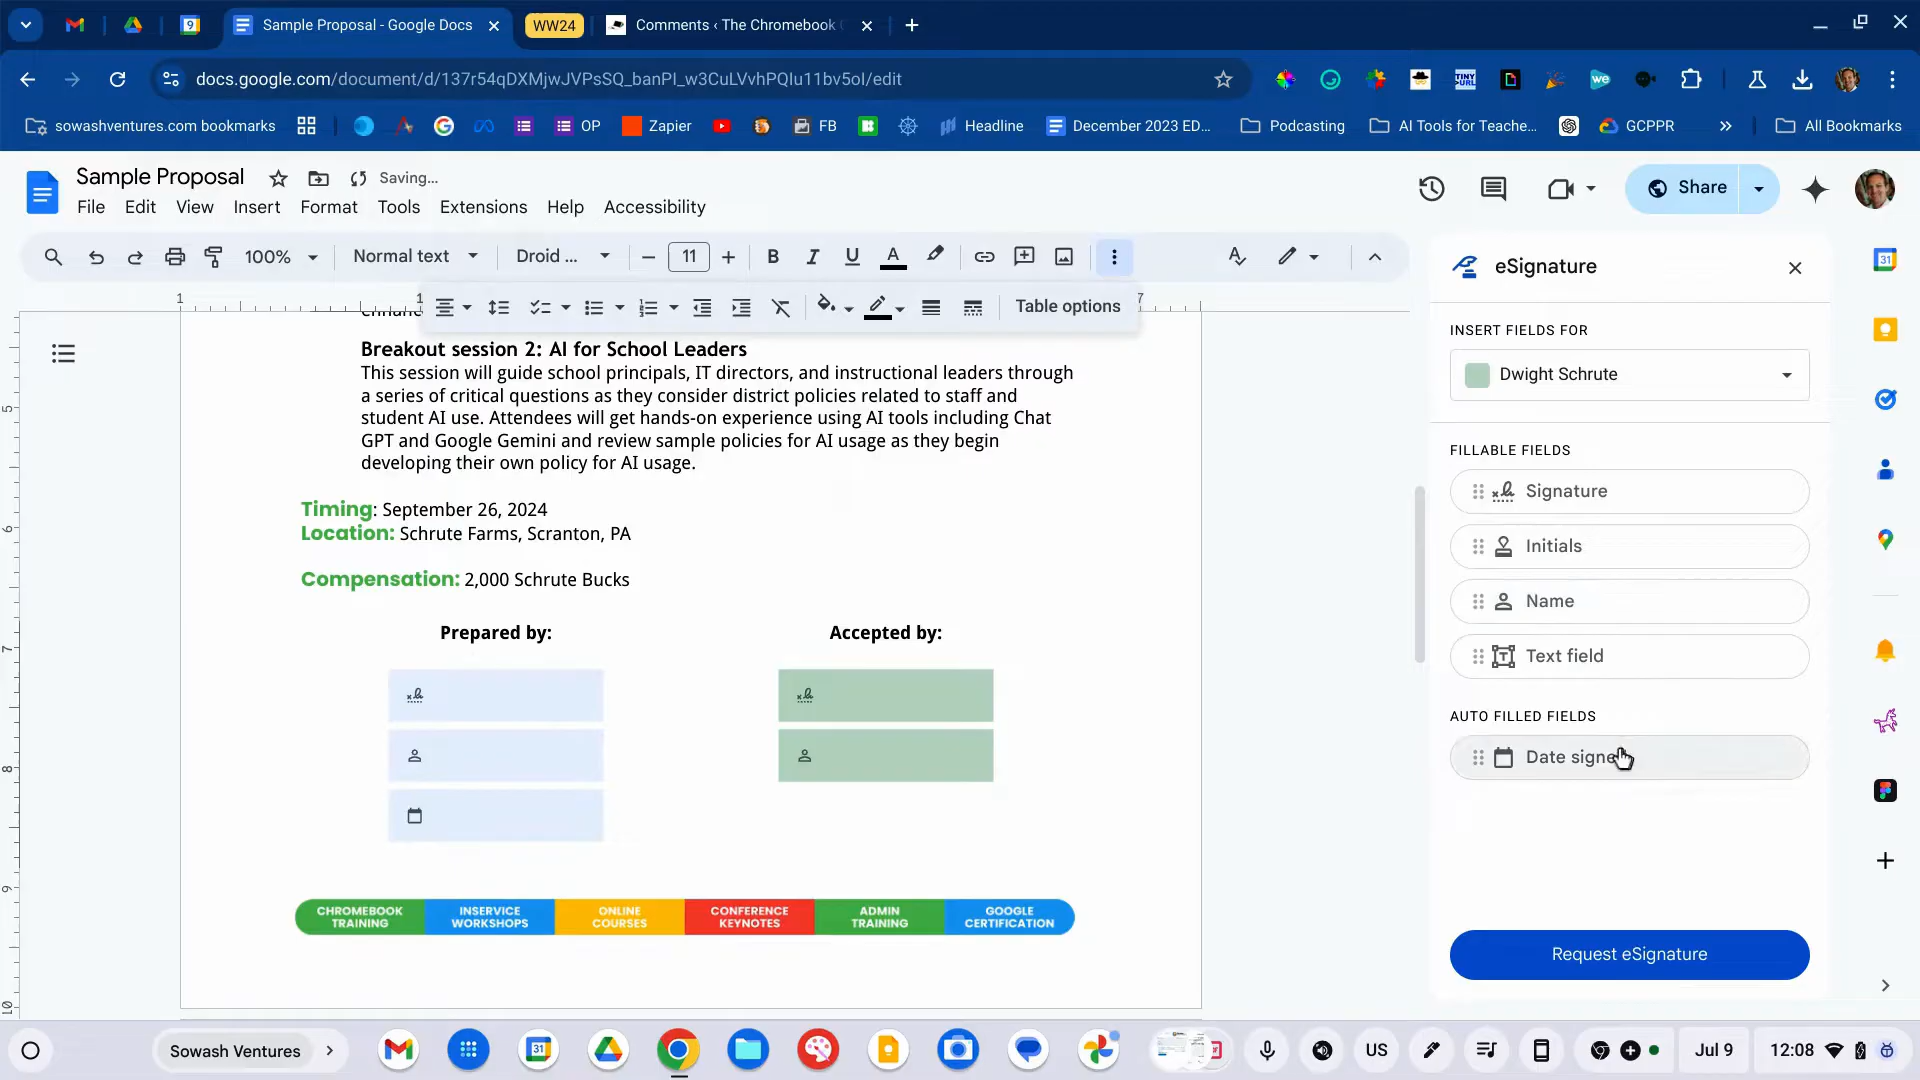 Sample Proposal - Google Docs
WW24
Comments ‹ The Chromebook
docs.google.com/document/d/137r54qDXMjwJVPsSQ_banPI_w3CuLVvhPQIu11bv5oI/edit
sowashventures.com bookmarks
OP
Zapier
FB
Headline
December 2023 ED...
Podcasting
AI Tools for Teache...
GCPPR
All Bookmarks
Sample Proposal
Saving...
File Edit View Insert Format Tools Extensions Help Accessibility
Share
100%
Normal text
Droid ...
11
Table options
Breakout session 2: AI for School Leaders
This session will guide school principals, IT directors, and instructional leaders through
a series of critical questions as they consider district policies related to staff and
student AI use. Attendees will get hands-on experience using AI tools including Chat
GPT and Google Gemini and review sample policies for AI usage as they begin
developing their own policy for AI usage.
Timing: September 26, 2024
Location: Schrute Farms, Scranton, PA
Compensation: 2,000 Schrute Bucks
Prepared by:
Accepted by:
CHROMEBOOK
TRAINING
INSERVICE
WORKSHOPS
ONLINE
COURSES
CONFERENCE
KEYNOTES
ADMIN
TRAINING
GOOGLE
CERTIFICATION
eSignature
INSERT FIELDS FOR
Dwight Schrute
FILLABLE FIELDS
Signature
Initials
Name
Text field
AUTO FILLED FIELDS
Date signe
Request eSignature
Sowash Ventures
US
Jul 9
12:08